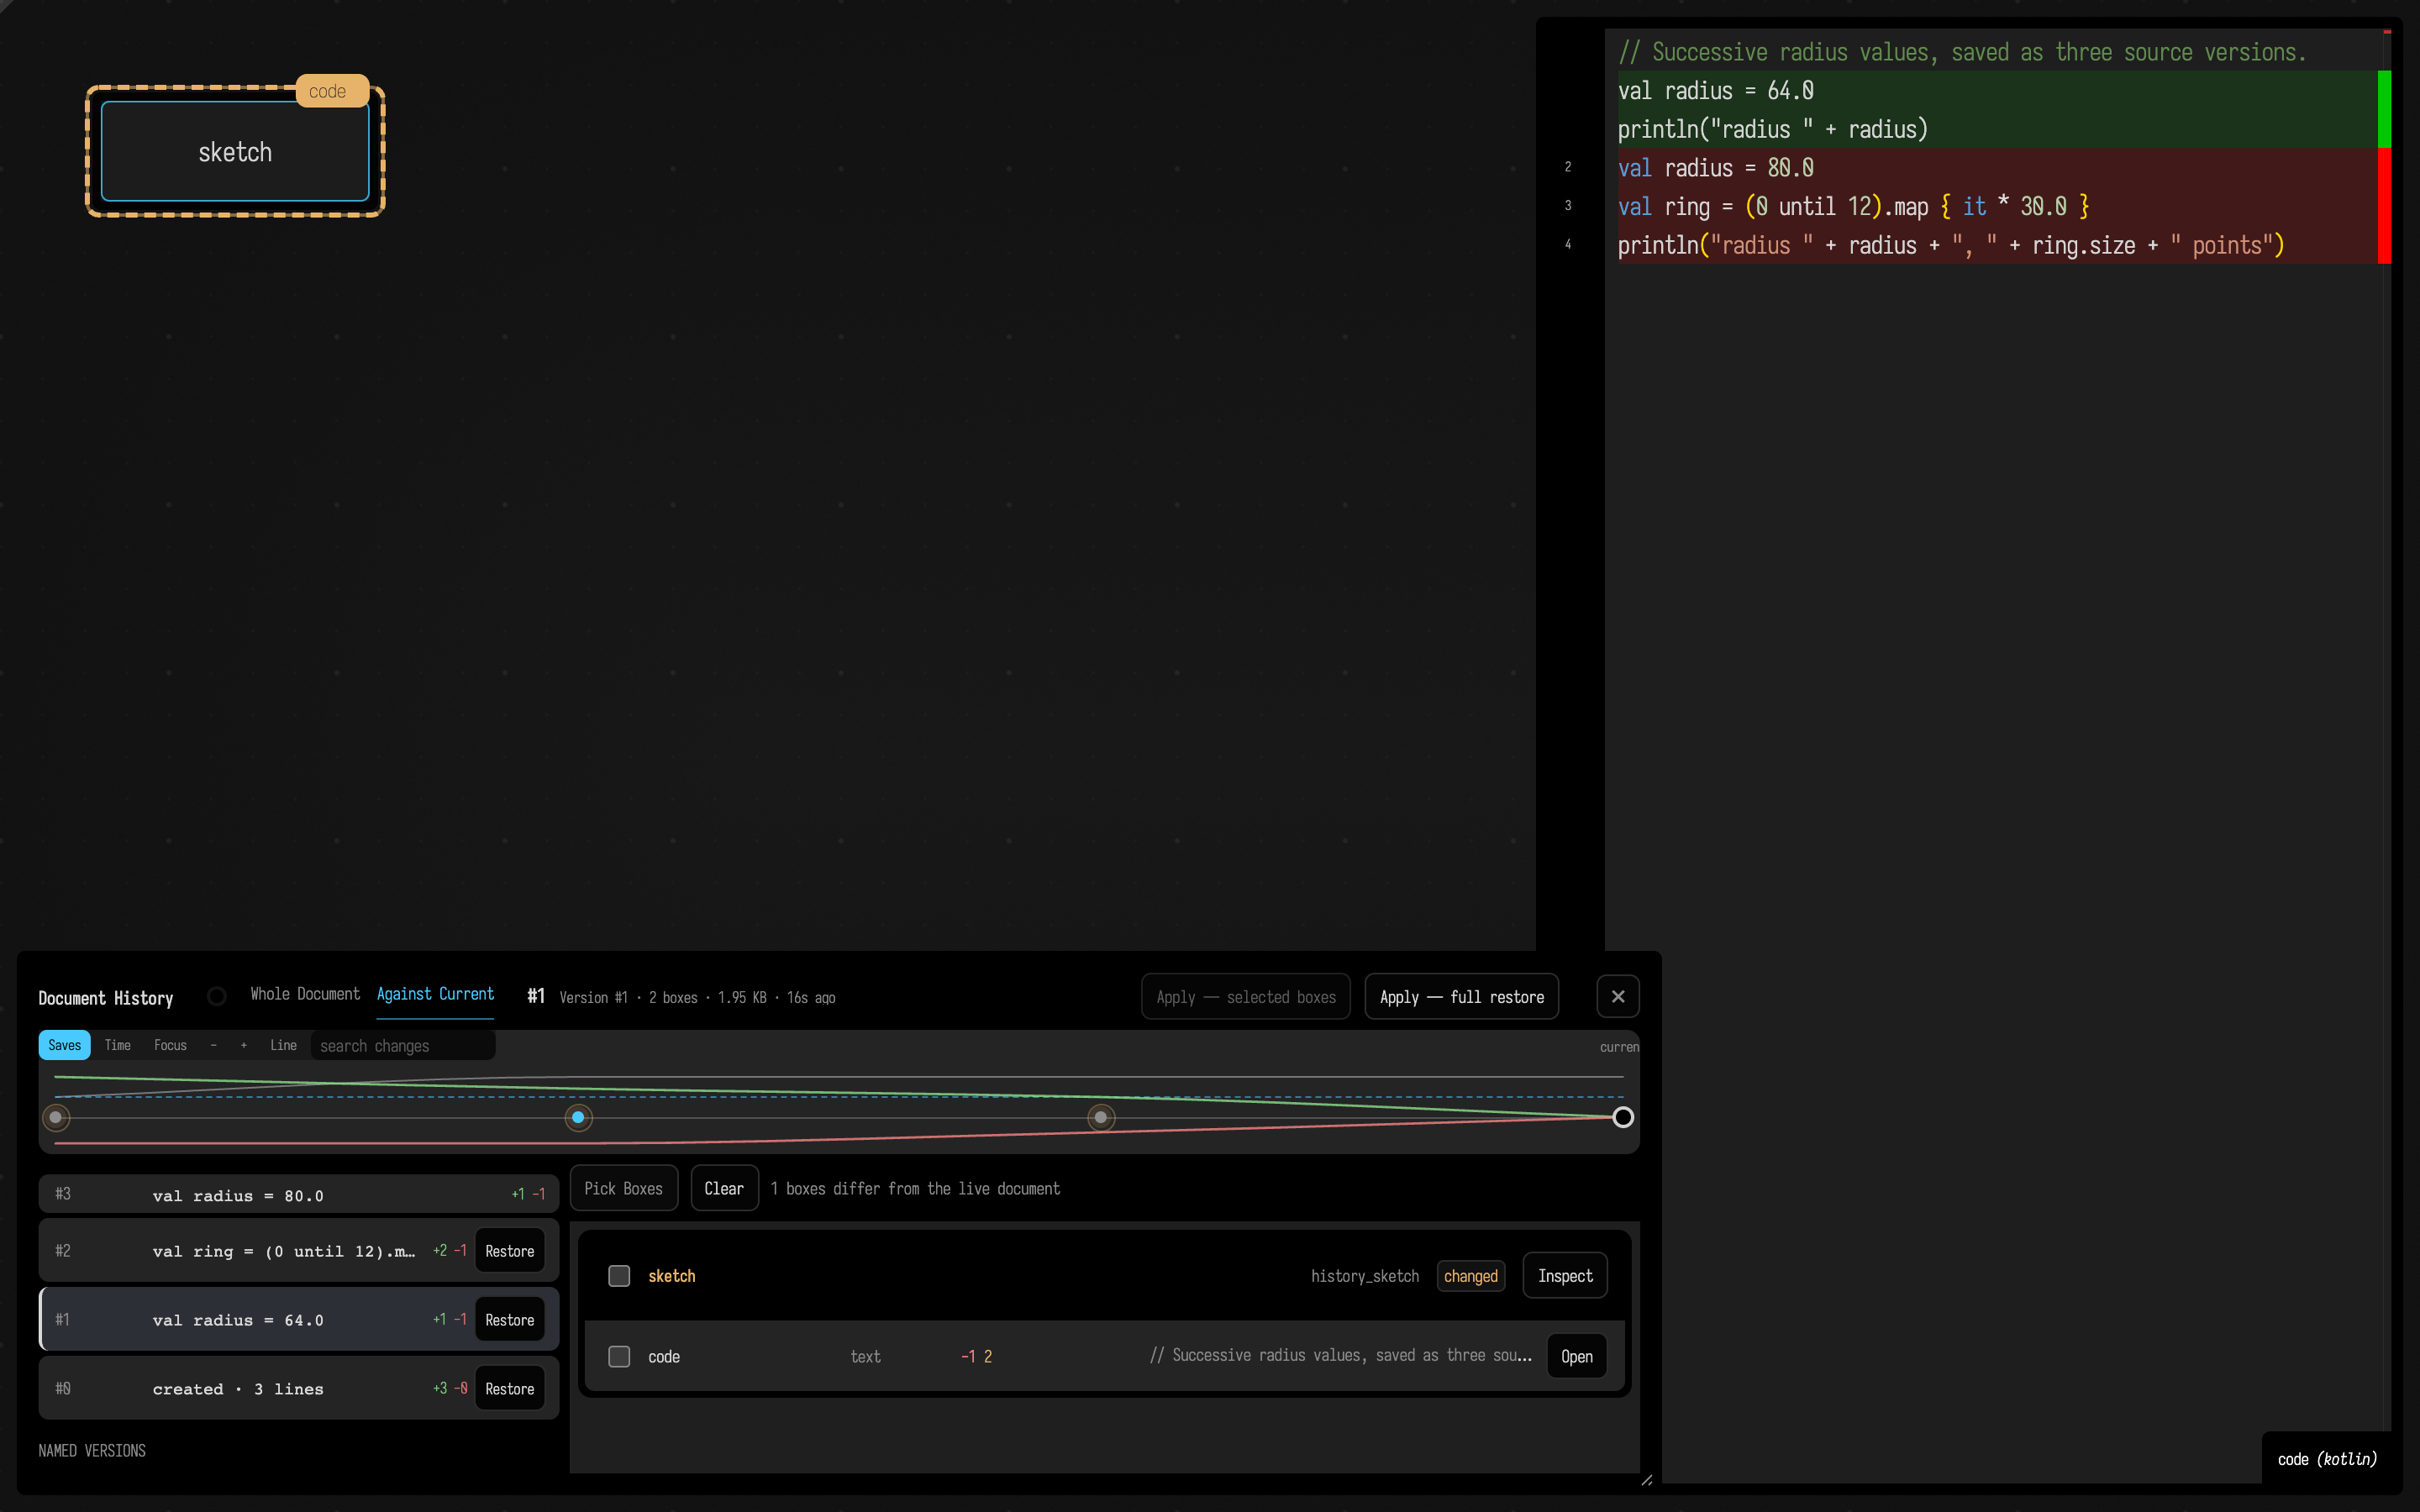 code
sketch
// Successive radius values, saved as three source versions.
val radius = 64.0
println("radius " + radius)
2 val radius = 80.0
3 val ring = (0 until 12).map { it * 30.0 }
4 println("radius " + radius + ", " + ring.size + " points")
Document History Whole Document Against Current #1 Version #1 · 2 boxes · 1.95 KB · 16s ago Apply — selected boxes Apply — full restore ✕
Saves Time Focus - + Line search changes curren
#3 val radius = 80.0 +1 -1
#2 val ring = (0 until 12).m… +2 -1 Restore
#1 val radius = 64.0 +1 -1 Restore
#0 created · 3 lines +3 -0 Restore
NAMED VERSIONS
Pick Boxes Clear 1 boxes differ from the live document
sketch history_sketch changed Inspect
code text -1 2 // Successive radius values, saved as three sou... Open
code (kotlin)